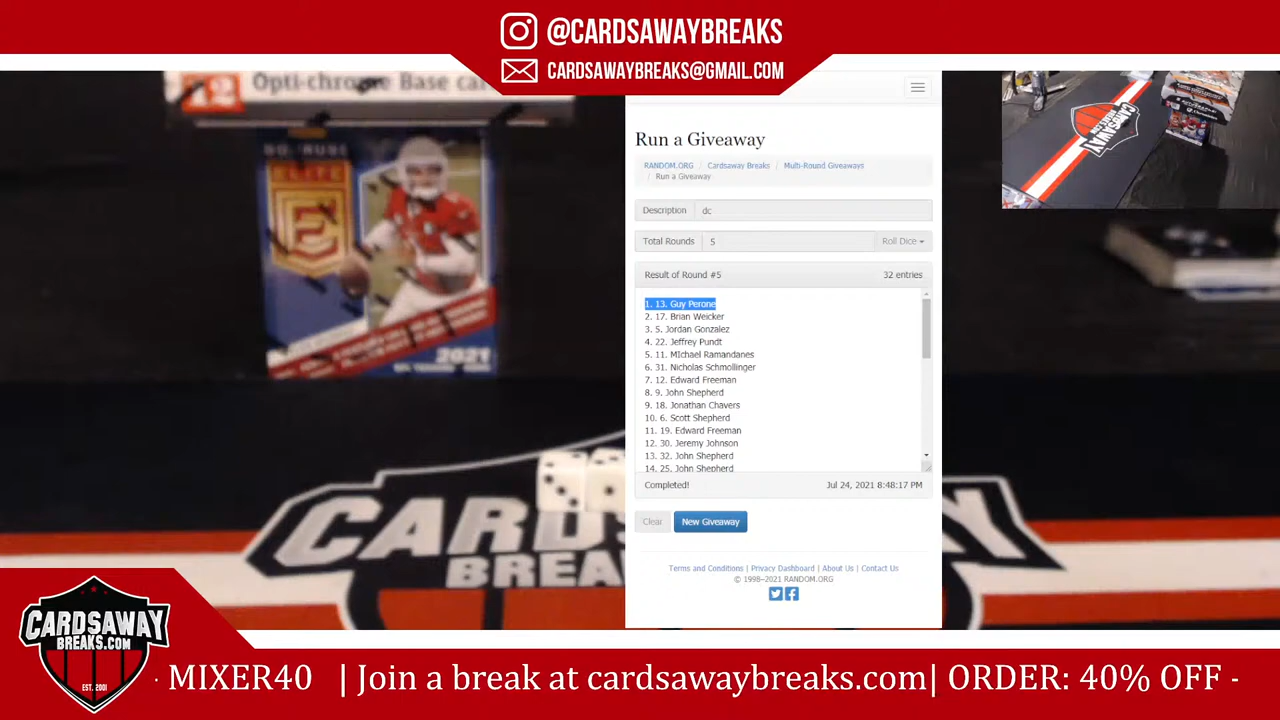 @CARDSAWAYBREAKS
CARDSAWAYBREAKS@GMAIL.COM
12 Opti-chrome Base
ELITE
E
2021
Run a Giveaway
RANDOM.ORG / Cardsaway Breaks / Multi-Round Giveaways
/ Run a Giveaway
Description dc
Total Rounds 5 Roll Dice
Result of Round #5 32 entries
1. 13. Guy Perone
2. 17. Brian Weicker
3. 5. Jordan Gonzalez
4. 22. Jeffrey Pundt
5. 11. MIchael Ramandanes
6. 31. Nicholas Schmollinger
7. 12. Edward Freeman
8. 9. John Shepherd
9. 18. Jonathan Chavers
10. 6. Scott Shepherd
11. 19. Edward Freeman
12. 30. Jeremy Johnson
13. 32. John Shepherd
14. 25. John Shepherd
Completed! Jul 24, 2021 8:48:17 PM
Clear New Giveaway
Terms and Conditions | Privacy Dashboard | About Us | Contact Us
© 1998–2021 RANDOM.ORG
CARDS
BREA
AY
CARDSAWAY
BREAKS.COM
EST. 2001
MIXER40 | Join a break at cardsawaybreaks.com| ORDER: 40% OFF -